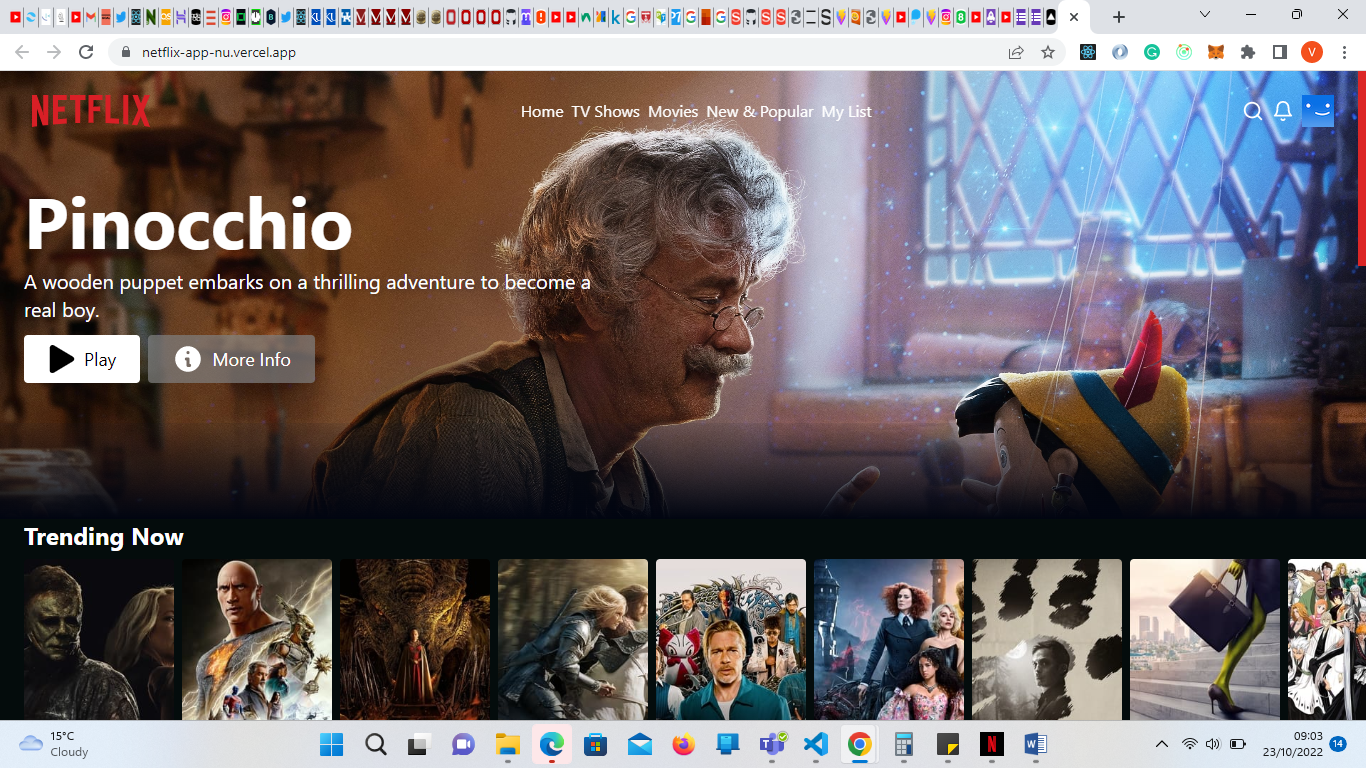 netflix-app-nu.vercel.app
V
NETFLIX
Home TV Shows Movies New & Popular My List
Pinocchio
A wooden puppet embarks on a thrilling adventure to become a
real boy.
Play
More Info
Trending Now
15°C
Cloudy
09:03
23/10/2022
14